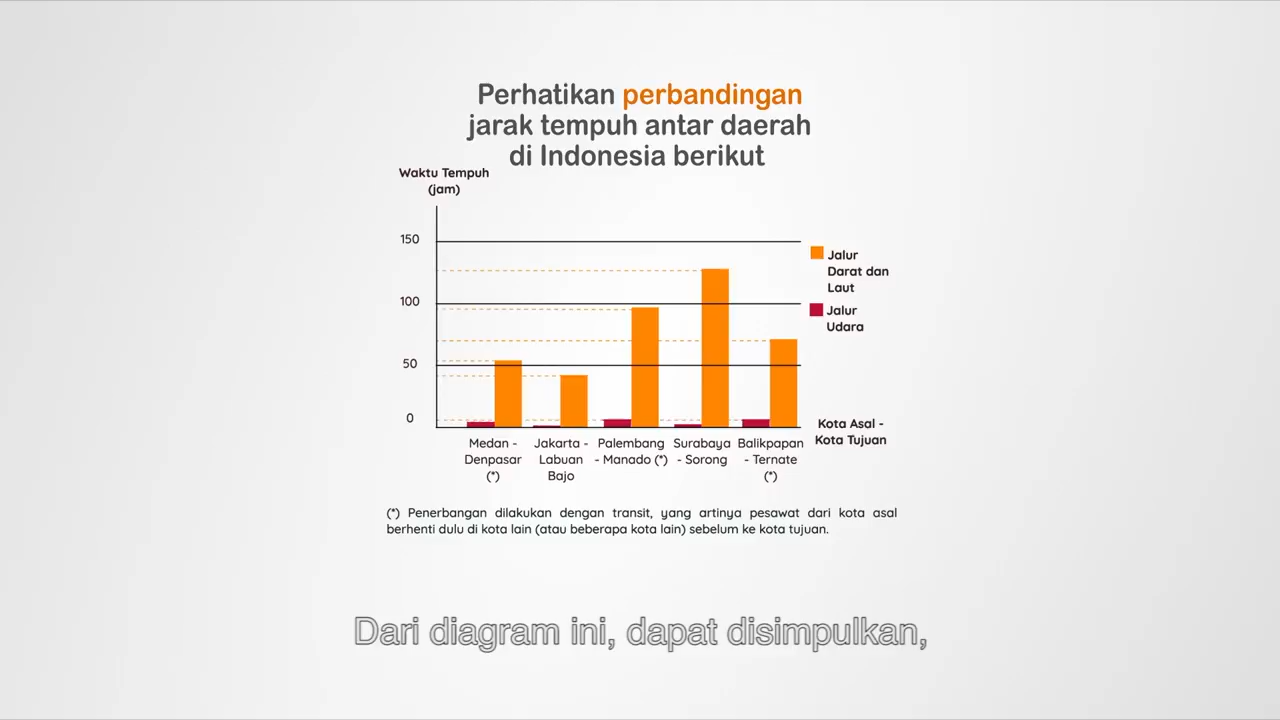 Perhatikan perbandingan
jarak tempuh antar daerah
di Indonesia berikut
Waktu Tempuh
(jam)
150
100
50
0
Jalur
Darat dan
Laut
Jalur
Udara
Kota Asal -
Kota Tujuan
Medan -
Denpasar
(*)
Jakarta -
Labuan
Bajo
Palembang
- Manado (*)
Surabaya
- Sorong
Balikpapan
- Ternate
(*)
(*) Penerbangan dilakukan dengan transit, yang artinya pesawat dari kota asal
berhenti dulu di kota lain (atau beberapa kota lain) sebelum ke kota tujuan.
Dari diagram ini, dapat disimpulkan,